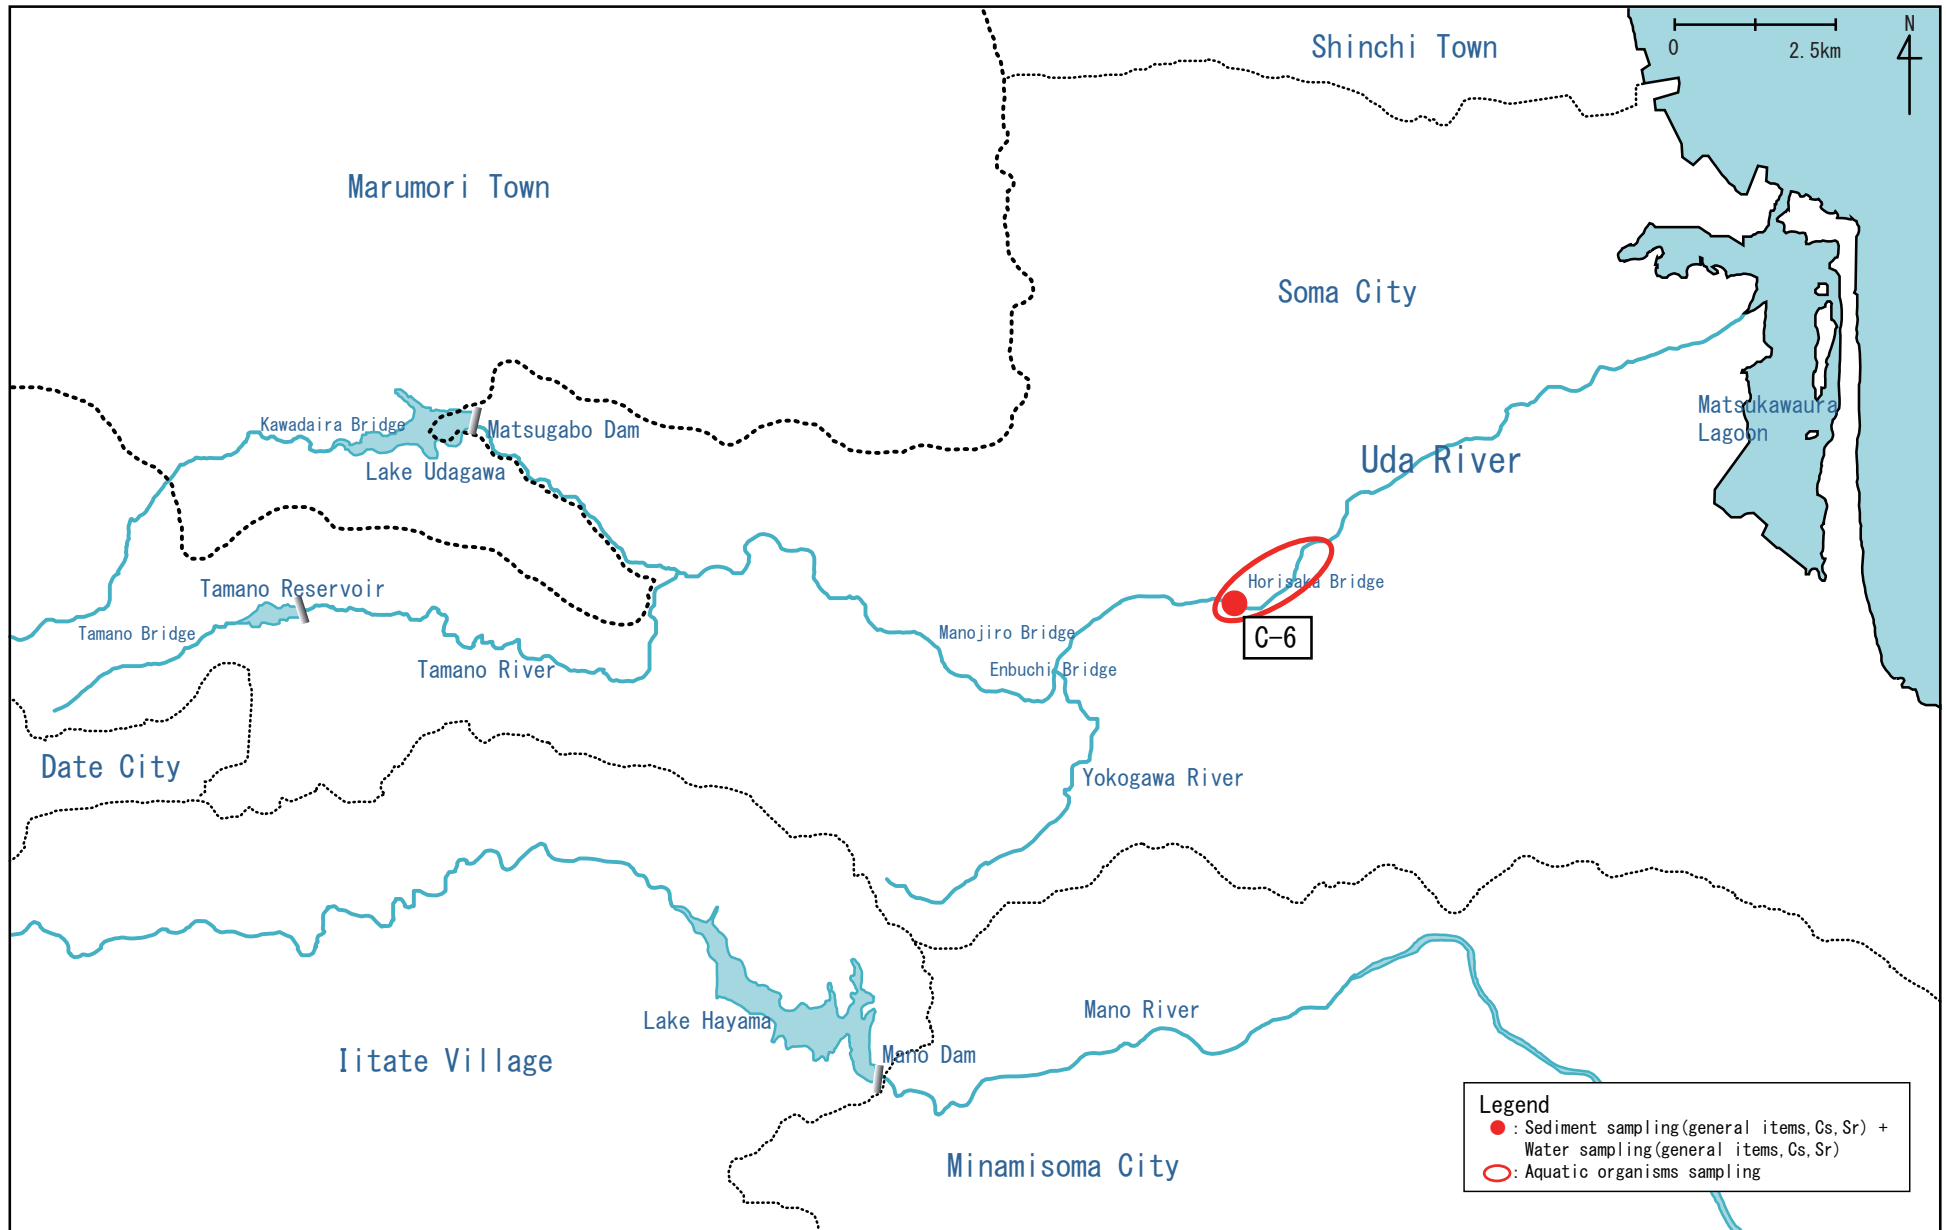 Shinchi Town
N
0
2.5km
Marumori Town
Soma City
Kawadaira Bridge
Matsugabo Dam
Lake Udagawa
Matsukawaura
Lagoon
Uda River
Tamano Reservoir
Tamano Bridge
Tamano River
Horisaka Bridge
C-6
Manojiro Bridge
Enbuchi Bridge
Date City
Yokogawa River
Lake Hayama
Mano River
Mano Dam
Iitate Village
Minamisoma City
Legend
: Sediment sampling(general items,Cs,Sr) +
Water sampling(general items,Cs,Sr)
: Aquatic organisms sampling